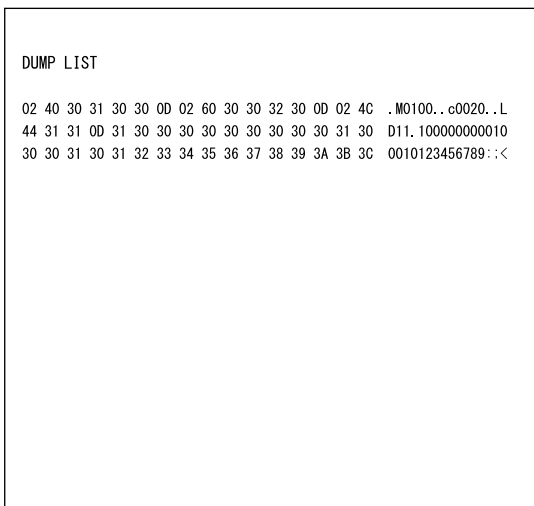 DUMP LIST
02 40 30 31 30 30 0D 02 60 30 30 32 30 0D 02 4C .M0100..c0020..L
44 31 31 0D 31 30 30 30 30 30 30 30 30 30 31 30 D11.100000000010
30 30 31 30 31 32 33 34 35 36 37 38 39 3A 3B 3C 0010123456789:;<